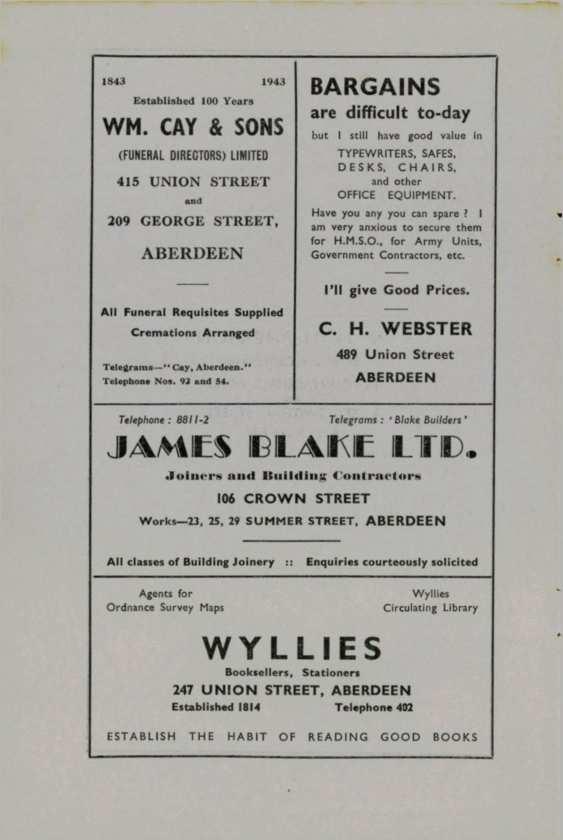 1843 1943
Established 100 Years
WM. CAY & SONS
(FUNERAL DIRECTORS) LIMITED
415 UNION STREET
and
209 GEORGE STREET,
ABERDEEN
All Funeral Requisites Supplied
Cremations Arranged
Telegrams—"Cay, Aberdeen."
Telephone Nos. 92 and 54.
BARGAINS
are difficult to-day
but I still have good value in
TYPEWRITERS, SAFES,
DESKS, CHAIRS,
and other
OFFICE EQUIPMENT.
Have you any you can spare ? I
am very anxious to secure them
for H.M.S.O., for Army Units,
Government Contractors, etc.
I'll give Good Prices.
C. H. WEBSTER
489 Union Street
ABERDEEN
Telephone : 8811-2 Telegrams : 'Blake Builders'
JAMES BLAKE LTD.
Joiners and Building Contractors
106 CROWN STREET
Works—23, 25, 29 SUMMER STREET, ABERDEEN
All classes of Building Joinery :: Enquiries courteously solicited
Agents for Wyllies
Ordnance Survey Maps Circulating Library
WYLLIES
Booksellers, Stationers
247 UNION STREET, ABERDEEN
Established 1814 Telephone 402
ESTABLISH THE HABIT OF READING GOOD BOOKS